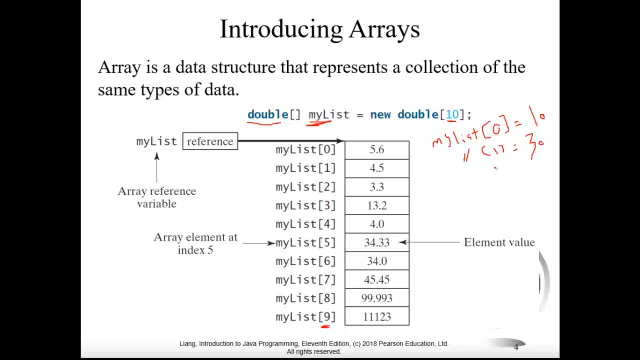 Introducing Arrays
Array is a data structure that represents a collection of the
same types of data.
double[] myList = new double[10];
myList[0] = 10
" [1] = 30
myList reference
myList[0] 5.6
myList[1] 4.5
myList[2] 3.3
Array reference
variable
myList[3] 13.2
myList[4] 4.0
Array element at
index 5
myList[5] 34.33 Element value
myList[6] 34.0
myList[7] 45.45
myList[8] 99.993
myList[9] 11123
Liang, Introduction to Java Programming, Eleventh Edition, (c) 2018 Pearson Education, Ltd.
All rights reserved.
4